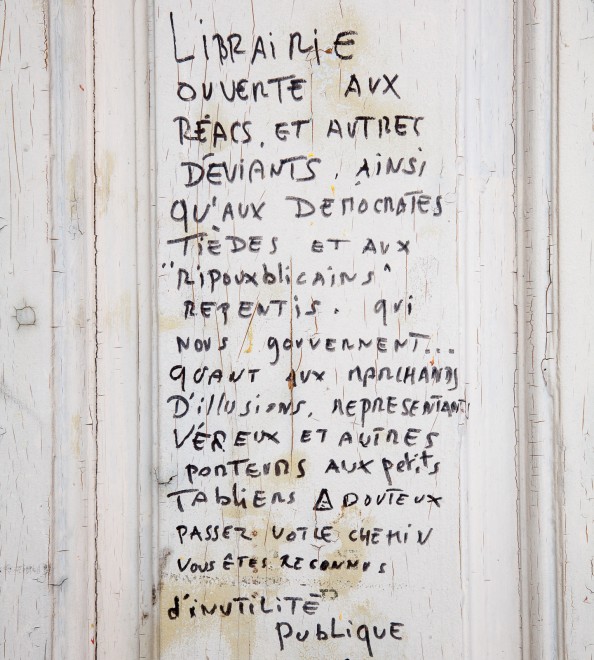 LIBRAIRIE
OUVERTE AUX
RÉACS, ET AUTRES
DÉVIANTS, AINSI
QU'AUX DEMOCRATES
TIÈDES ET AUX
"RIPOUXblicAINS"
REPENTIS. QUI
NOUS GOUVERNENT...
QUANT AUX MARCHANDS
D'illUSIONS, REPRESENTANTS
VÉREUX ET AUTRES
PORTEURS AUX petits
TAbliERS DOUTEUX
PASSEZ VOTRE CHEMIN
VOUS ÊTES RECONNUS
d'INUTILITÉ
PUbLIQUE